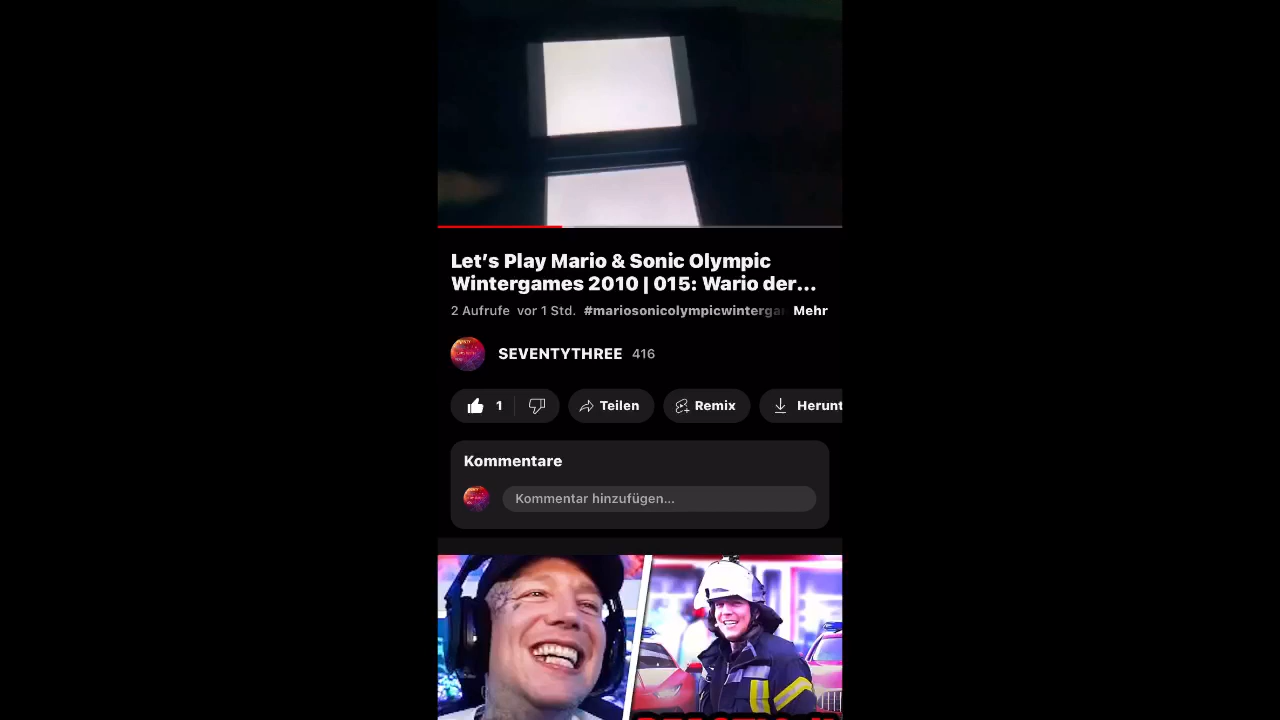 Let’s Play Mario & Sonic Olympic
Wintergames 2010 | 015: Wario der...
2 Aufrufe vor 1 Std. #mariosonicolympicwinterga Mehr
SEVENTYTHREE 416
1 Teilen Remix Herunt
Kommentare
Kommentar hinzufügen...